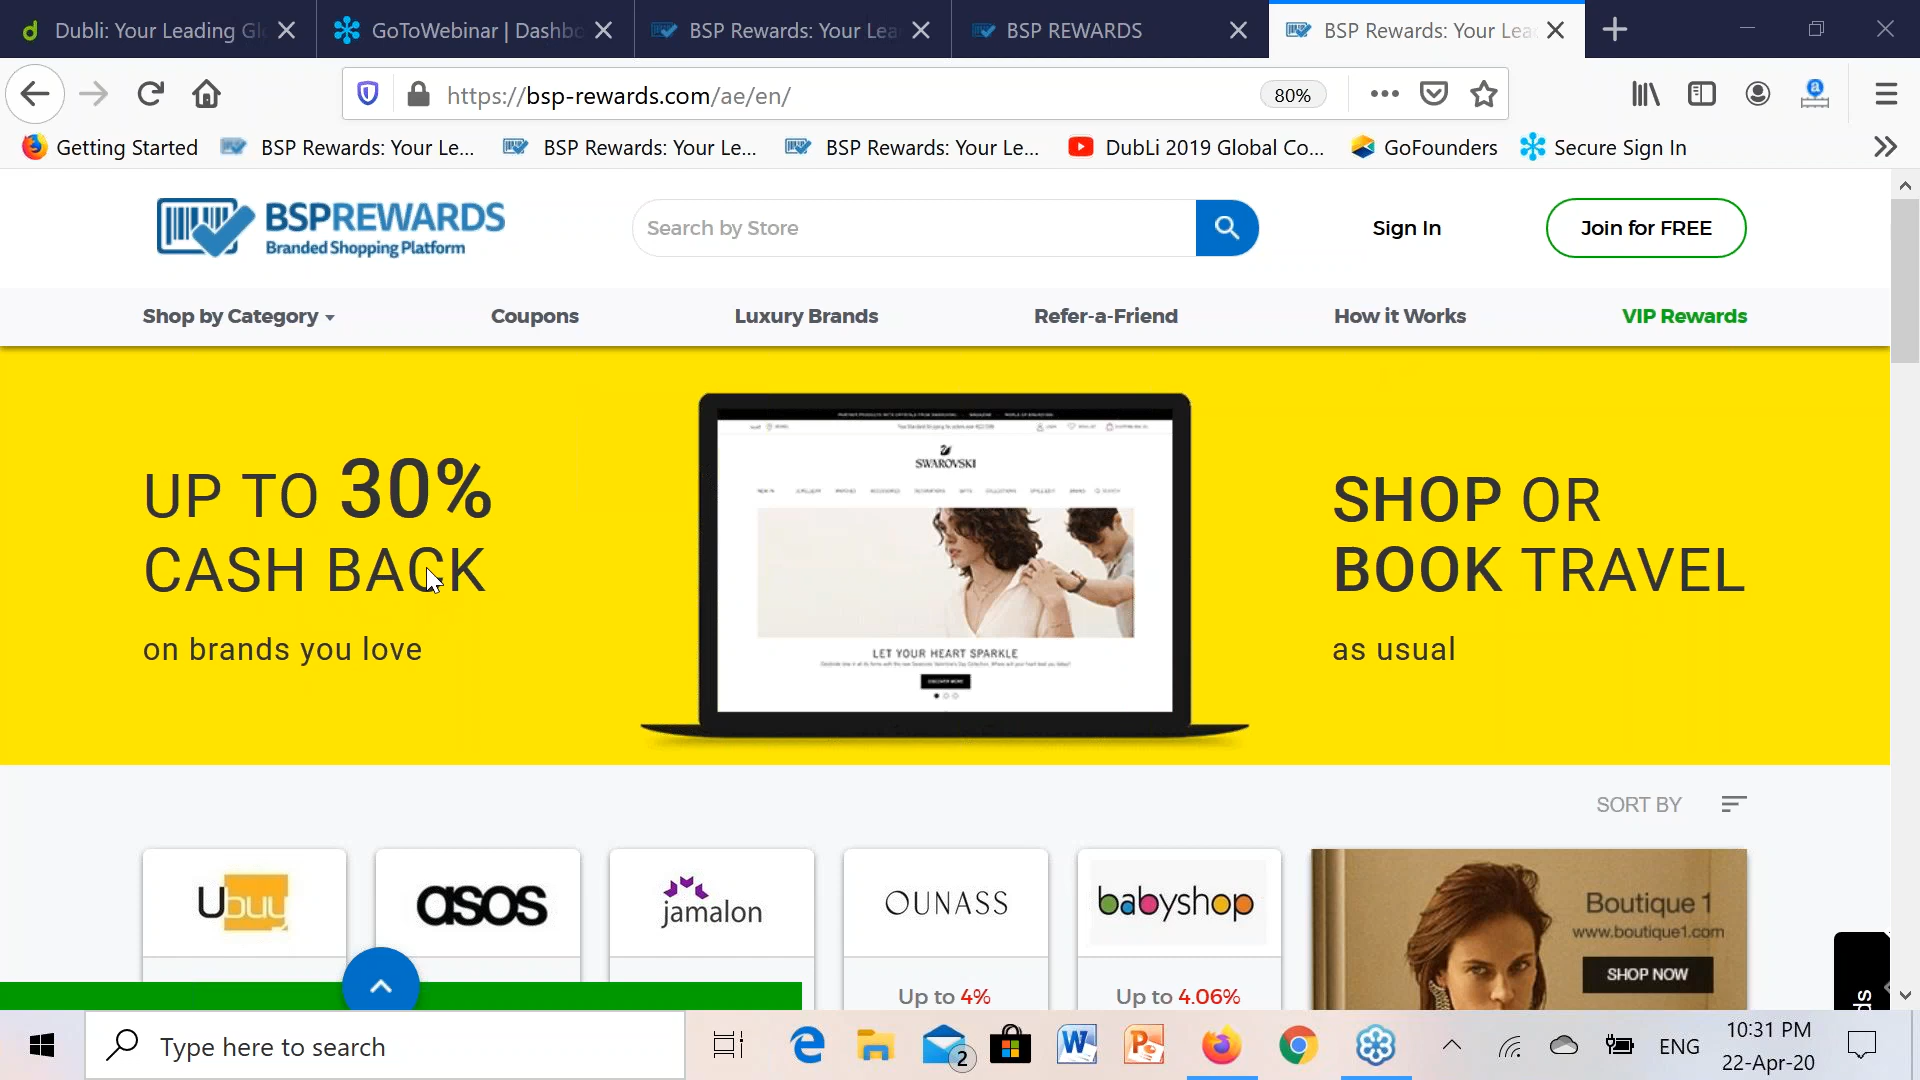 Dubli: Your Leading Gl
GoToWebinar | Dashbo
BSP Rewards: Your Lea
BSP REWARDS
BSP Rewards: Your Lea
https://bsp-rewards.com/ae/en/
80%
Getting Started
BSP Rewards: Your Le...
BSP Rewards: Your Le...
BSP Rewards: Your Le...
DubLi 2019 Global Co...
GoFounders
Secure Sign In
BSPREWARDS
Branded Shopping Platform
Search by Store
Sign In
Join for FREE
Shop by Category
Coupons
Luxury Brands
Refer-a-Friend
How it Works
VIP Rewards
UP TO 30%
CASH BACK
on brands you love
SWAROVSKI
LET YOUR HEART SPARKLE
DISCOVER MORE
SHOP OR
BOOK TRAVEL
as usual
SORT BY
Ubuy
asos
jamalon
OUNASS
babyshop
Up to 4%
Up to 4.06%
Boutique 1
www.boutique1.com
SHOP NOW
ds
Type here to search
2
ENG
10:31 PM
22-Apr-20